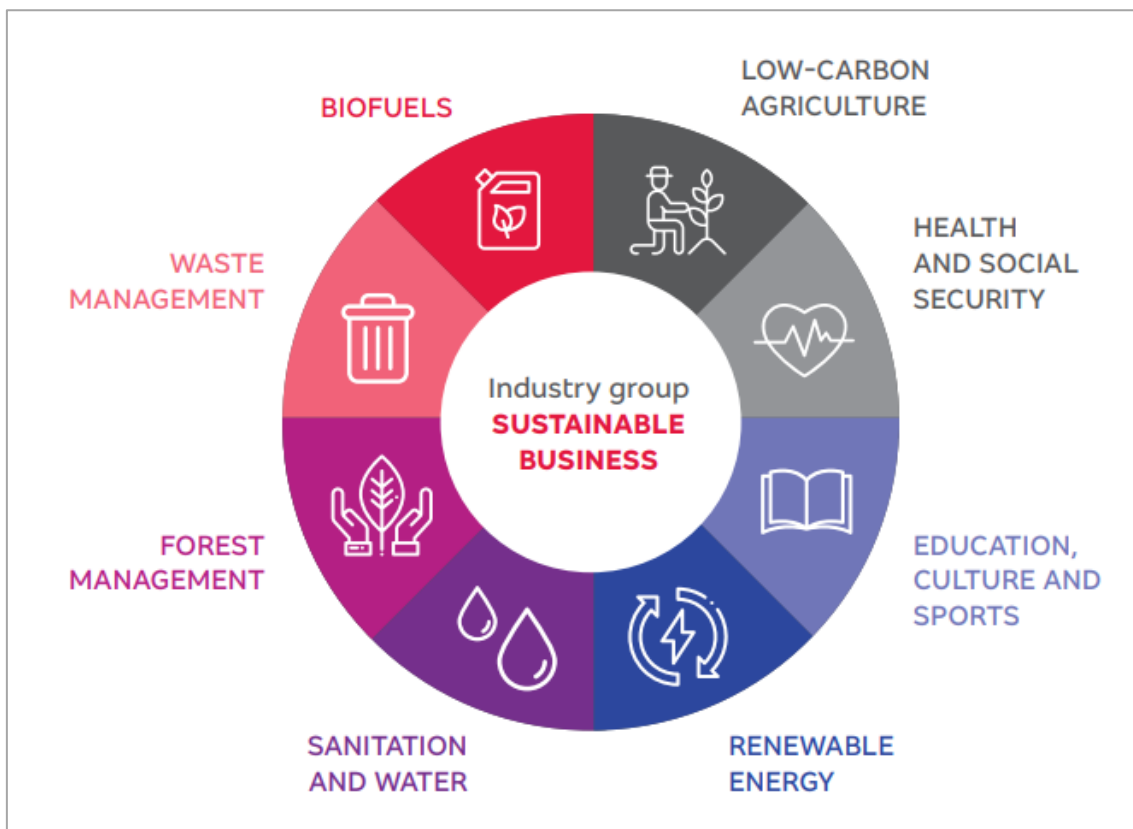 BIOFUELS
LOW-CARBON
AGRICULTURE
WASTE
MANAGEMENT
HEALTH
AND SOCIAL
SECURITY
Industry group
SUSTAINABLE
BUSINESS
FOREST
MANAGEMENT
EDUCATION,
CULTURE AND
SPORTS
SANITATION
AND WATER
RENEWABLE
ENERGY